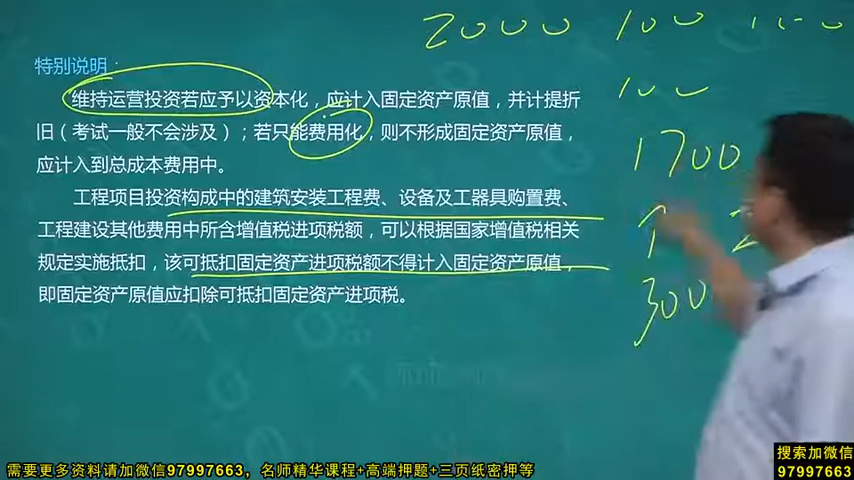 2000 100
特别说明：
维持运营投资若应予以资本化，应计入固定资产原值，并计提折
100
旧（考试一般不会涉及）；若只能费用化，则不形成固定资产原值，
1700
应计入到总成本费用中。
工程项目投资构成中的建筑安装工程费、设备及工器具购置费、
工程建设其他费用中所含增值税进项税额，可以根据国家增值税相关
规定实施抵扣，该可抵扣固定资产进项税额不得计入固定资产原值，
300
即固定资产原值应扣除可抵扣固定资产进项税。
需要更多资料请加微信97997663，名师精华课程+高端押题+三页纸密押等
搜索加微信
97997663